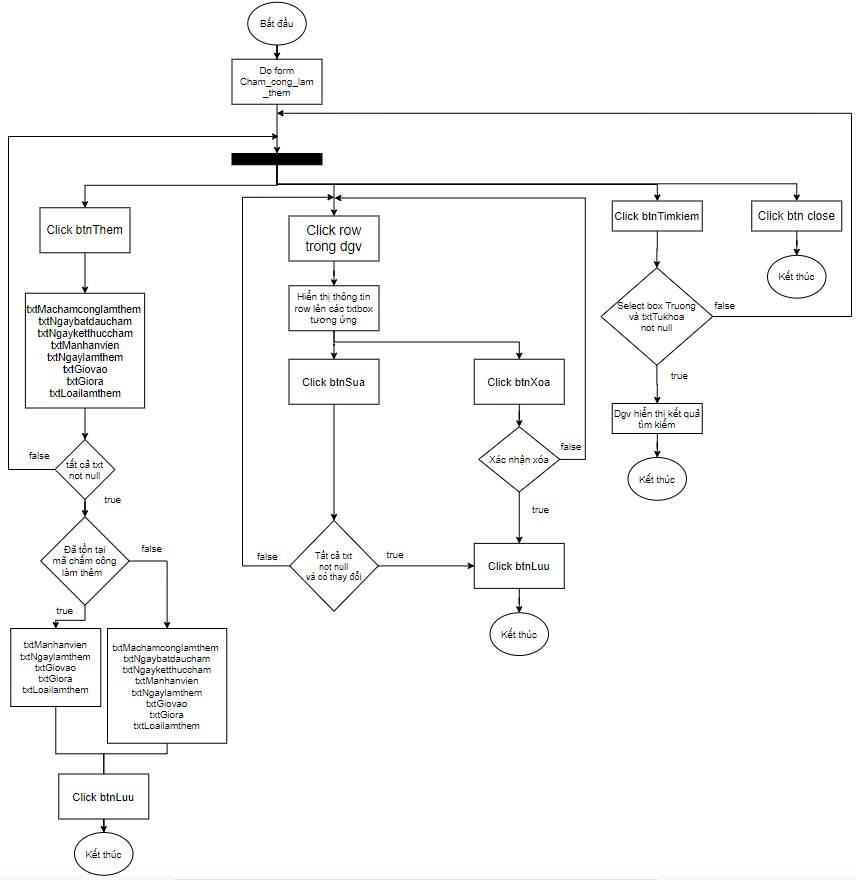 Bắt đầu
Do form
Cham_cong_lam
_them
Click btnThem
txtMachamconglamthem
txtNgaybatdaucham
txtNgayketthuccham
txtManhanvien
txtNgaylamthem
txtGiovao
txtGiora
txtLoailamthem
false
tất cả txt
not null
true
Đã tồn tại
mã chấm công
làm thêm
false
true
txtManhanvien
txtNgaylamthem
txtGiovao
txtGiora
txtLoailamthem
txtMachamconglamthem
txtNgaybatdaucham
txtNgayketthuccham
txtManhanvien
txtNgaylamthem
txtGiovao
txtGiora
txtLoailamthem
Click btnLuu
Kết thúc
Click row
trong dgv
Hiển thị thông tin
row lên các txtbox
tương ứng
Click btnSua
Click btnXoa
Xác nhận xóa
false
true
false
Tất cả txt
not null
và có thay đổi
true
Click btnLuu
Kết thúc
Click btnTimkiem
Select box Truong
và txtTukhoa
not null
false
true
Dgv hiển thị kết quả
tìm kiếm
Kết thúc
Click btn close
Kết thúc